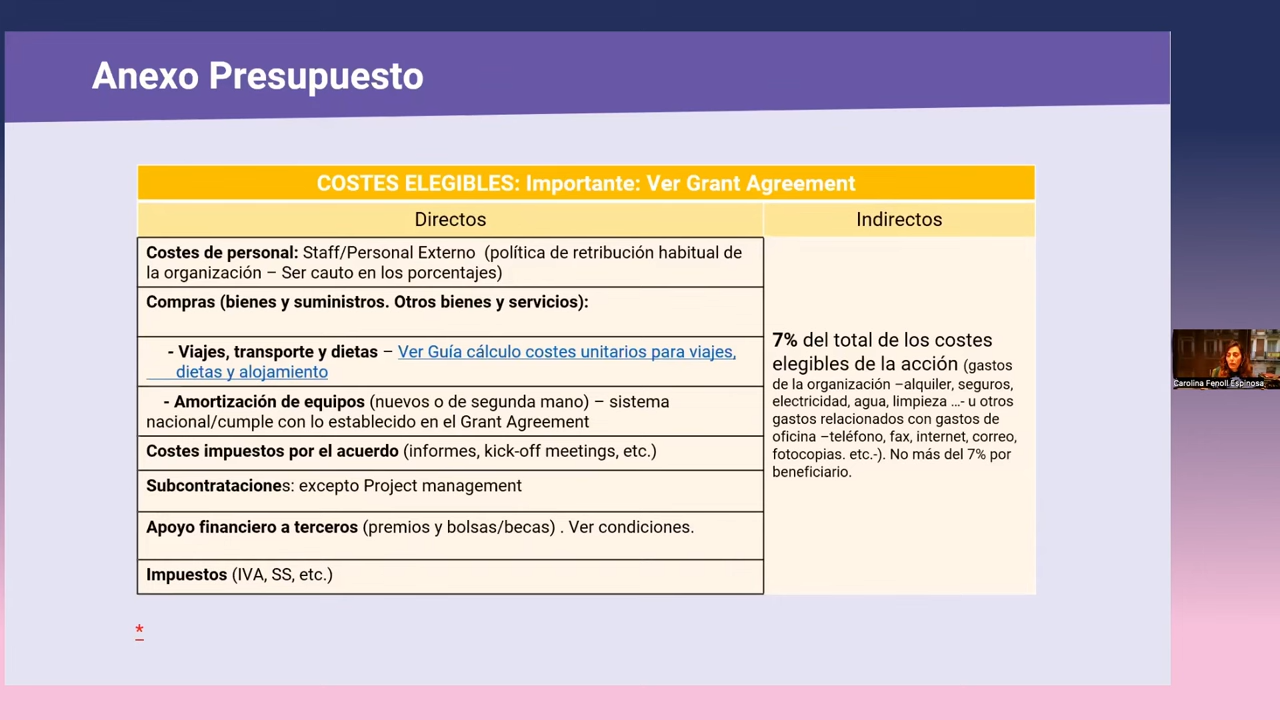 Anexo Presupuesto
COSTES ELEGIBLES: Importante: Ver Grant Agreement
Directos
Indirectos
Costes de personal: Staff/Personal Externo (política de retribución habitual de
la organización – Ser cauto en los porcentajes)
Compras (bienes y suministros. Otros bienes y servicios):
- Viajes, transporte y dietas – Ver Guía cálculo costes unitarios para viajes,
dietas y alojamiento
- Amortización de equipos (nuevos o de segunda mano) – sistema
nacional/cumple con lo establecido en el Grant Agreement
Costes impuestos por el acuerdo (informes, kick-off meetings, etc.)
Subcontrataciones: excepto Project management
Apoyo financiero a terceros (premios y bolsas/becas) . Ver condiciones.
Impuestos (IVA, SS, etc.)
7% del total de los costes
elegibles de la acción (gastos
de la organización –alquiler, seguros,
electricidad, agua, limpieza …- u otros
gastos relacionados con gastos de
oficina –teléfono, fax, internet, correo,
fotocopias. etc.-). No más del 7% por
beneficiario.
*
Carolina Fenoll Espinosa